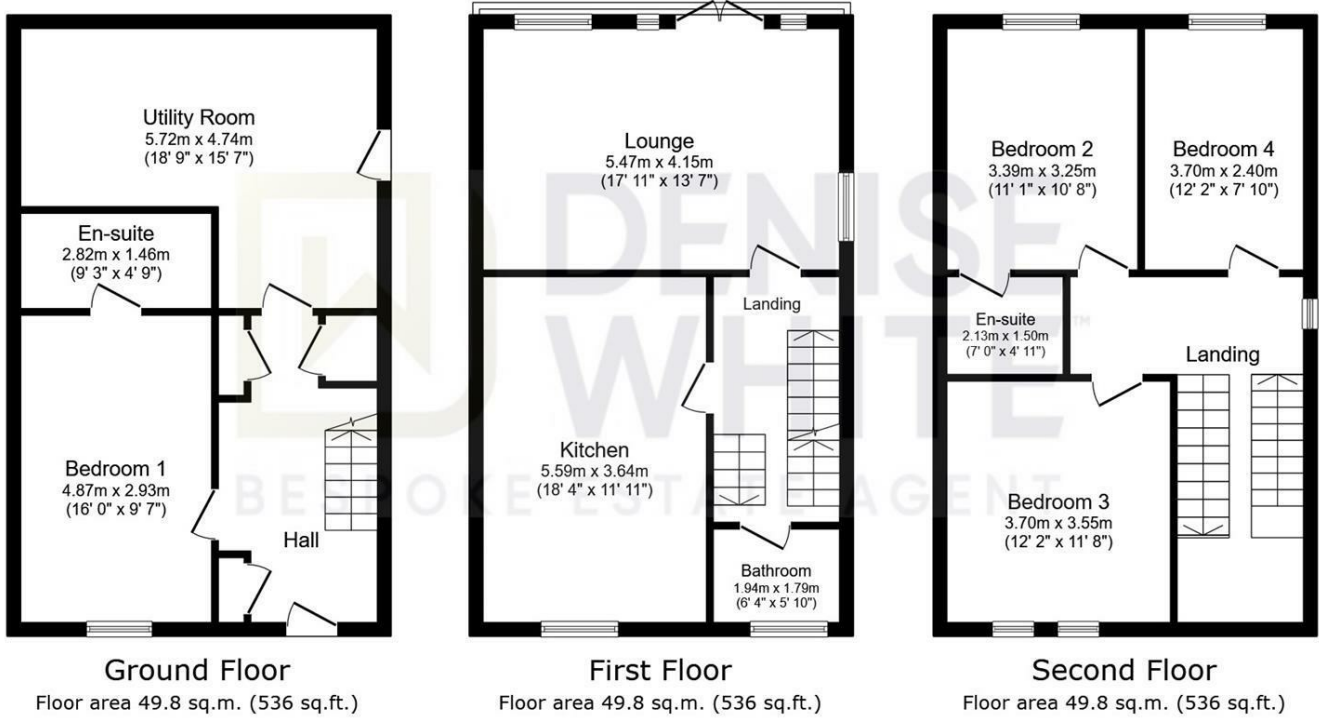 Utility Room
5.72m x 4.74m
(18' 9" x 15' 7")
En-suite
2.82m x 1.46m
(9' 3" x 4' 9")
Bedroom 1
4.87m x 2.93m
(16' 0" x 9' 7")
Hall
Ground Floor
Floor area 49.8 sq.m. (536 sq.ft.)
Lounge
5.47m x 4.15m
(17' 11" x 13' 7")
Landing
Kitchen
5.59m x 3.64m
(18' 4" x 11' 11")
Bathroom
1.94m x 1.79m
(6' 4" x 5' 10")
First Floor
Floor area 49.8 sq.m. (536 sq.ft.)
Bedroom 2
3.39m x 3.25m
(11' 1" x 10' 8")
Bedroom 4
3.70m x 2.40m
(12' 2" x 7' 10")
En-suite
2.13m x 1.50m
(7' 0" x 4' 11")
Landing
Bedroom 3
3.70m x 3.55m
(12' 2" x 11' 8")
Second Floor
Floor area 49.8 sq.m. (536 sq.ft.)
DENISE
WHITE™
BESPOKE ESTATE AGENT